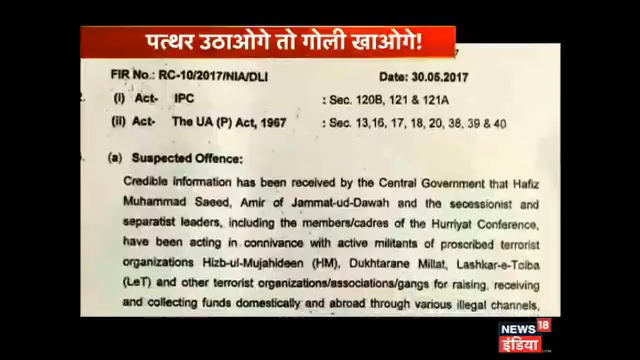 पत्थर उठाओगे तो गोली खाओगे!
FIR No.: RC-10/2017/NIA/DLI Date: 30.05.2017
(i) Act- IPC : Sec. 120B, 121 & 121A
(ii) Act- The UA (P) Act, 1967 : Sec. 13,16, 17, 18, 20, 38, 39 & 40
(a) Suspected Offence:
Credible information has been received by the Central Government that Hafiz
Muhammad Saeed, Amir of Jammat-ud-Dawah and the secessionist and
separatist leaders, including the members/cadres of the Hurriyat Conference,
have been acting in connivance with active militants of proscribed terrorist
organizations Hizb-ul-Mujahideen (HM), Dukhtarane Millat, Lashkar-e-Toiba
(LeT) and other terrorist organizations/associations/gangs for raising, receiving
and collecting funds domestically and abroad through various illegal channels,
NEWS 18
इंडिया